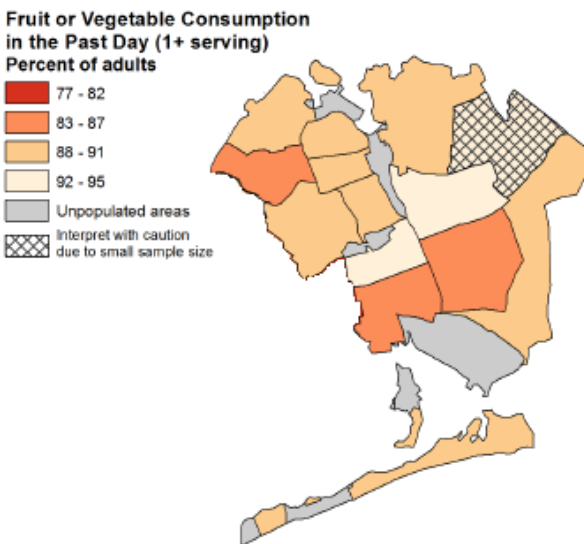 Fruit or Vegetable Consumption
in the Past Day (1+ serving)
Percent of adults
77 - 82
83 - 87
88 - 91
92 - 95
Unpopulated areas
Interpret with caution
due to small sample size